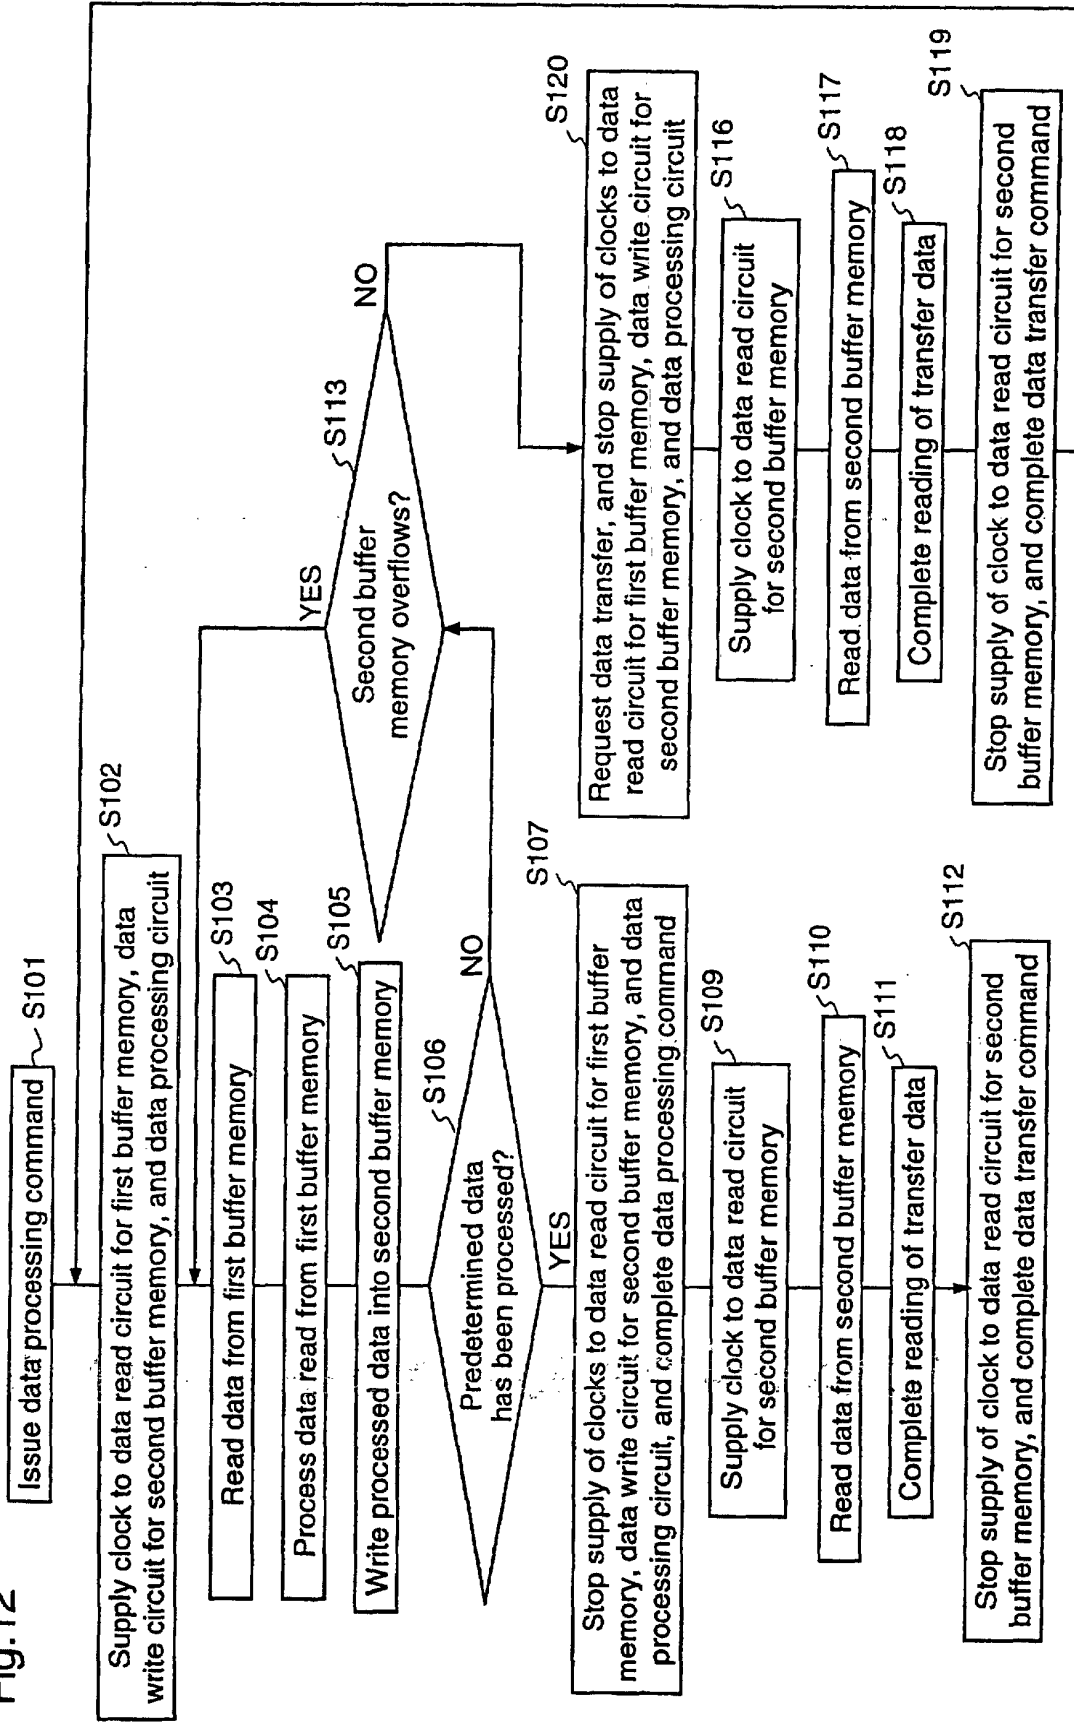 Fig.12
Issue data processing command
S101
Supply clock to data read circuit for first buffer memory, data
write circuit for second buffer memory, and data processing circuit
S102
Read data from first buffer memory
S103
Process data read from first buffer memory
S104
Write processed data into second buffer memory
S105
Predetermined data
has been processed?
S106
NO
YES
Second buffer
memory overflows?
S113
YES
NO
Stop supply of clocks to data read circuit for first buffer
memory, data write circuit for second buffer memory, and data
processing circuit, and complete data processing command
S107
Supply clock to data read circuit
for second buffer memory
S109
Read data from second buffer memory
S110
Complete reading of transfer data
S111
Stop supply of clock to data read circuit for second
buffer memory, and complete data transfer command
S112
Request data transfer, and stop supply of clocks to data
read circuit for first buffer memory, data write circuit for
second buffer memory, and data processing circuit
S120
Supply clock to data read circuit
for second buffer memory
S116
Read data from second buffer memory
S117
Complete reading of transfer data
S118
Stop supply of clock to data read circuit for second
buffer memory, and complete data transfer command
S119